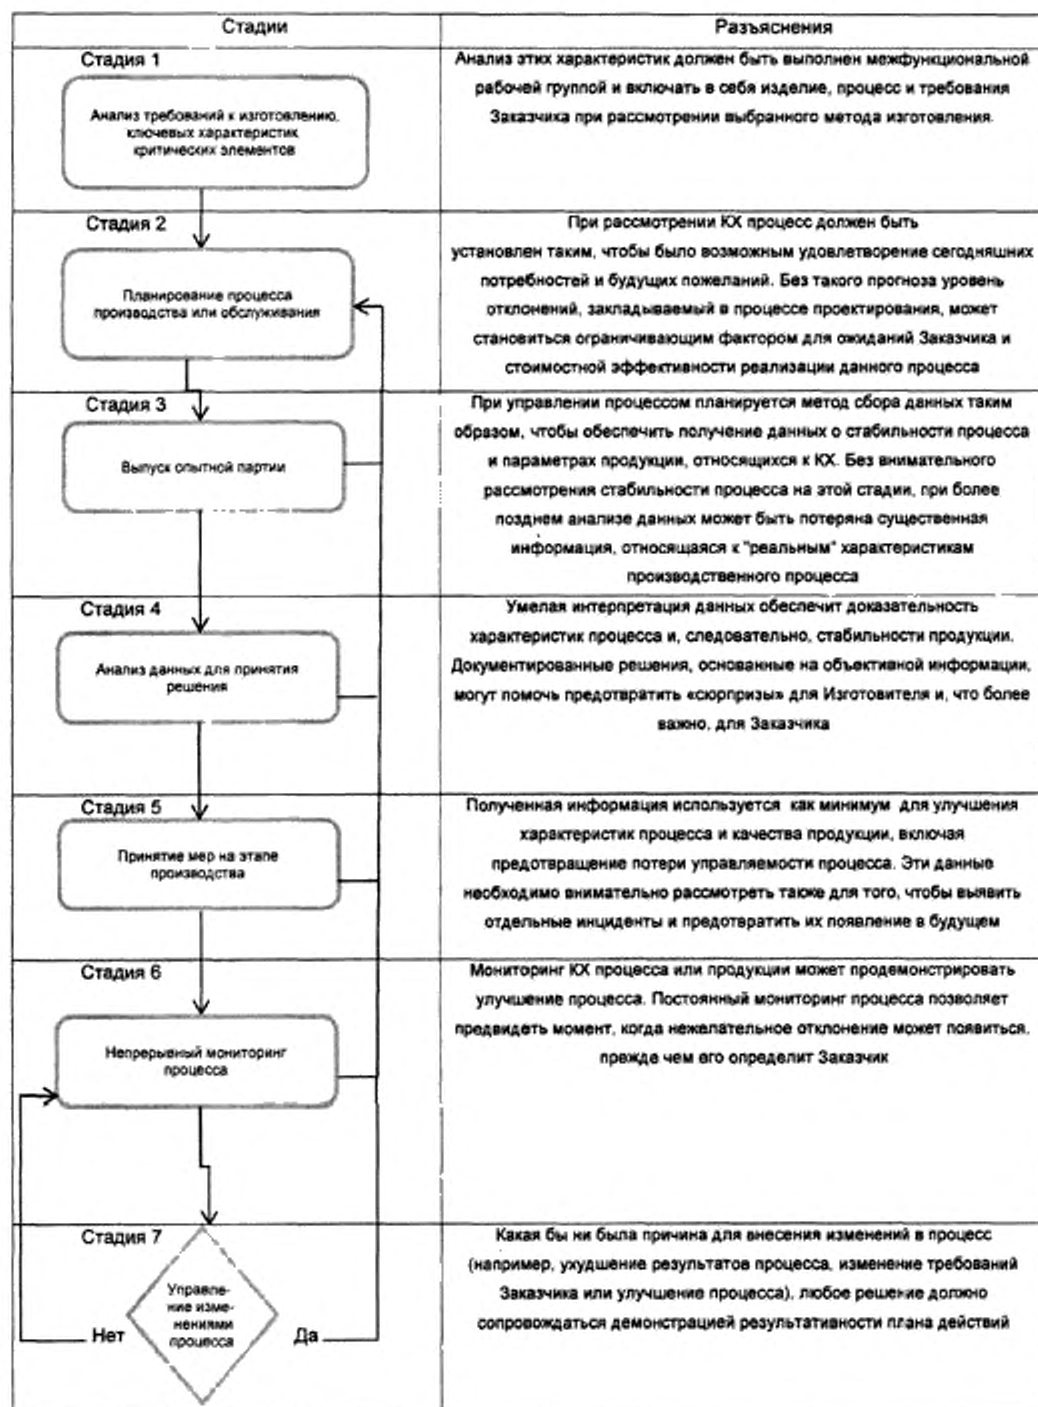 Стадии
Разъяснения
Стадия 1
Анализ требований к изготовлению,
ключевых характеристик
критических элементов
Анализ этих характеристик должен быть выполнен межфункциональной
рабочей группой и включать в себя изделие, процесс и требования
Заказчика при рассмотрении выбранного метода изготовления.
Стадия 2
Планирование процесса
производства или обслуживания
При рассмотрении КХ процесс должен быть
установлен таким, чтобы было возможным удовлетворение сегодняшних
потребностей и будущих пожеланий. Без такого прогноза уровень
отклонений, закладываемый в процессе проектирования, может
становиться ограничивающим фактором для ожиданий Заказчика и
стоимостной эффективности реализации данного процесса
Стадия 3
Выпуск опытной партии
При управлении процессом планируется метод сбора данных таким
образом, чтобы обеспечить получение данных о стабильности процесса
и параметрах продукции, относящихся к КХ. Без внимательного
рассмотрения стабильности процесса на этой стадии, при более
позднем анализе данных может быть потеряна существенная
информация, относящаяся к "реальным" характеристикам
производственного процесса
Стадия 4
Анализ данных для принятия
решения
Умелая интерпретация данных обеспечит доказательность
характеристик процесса и, следовательно, стабильности продукции.
Документированные решения, основанные на объективной информации,
могут помочь предотвратить «сюрпризы» для Изготовителя и, что более
важно, для Заказчика
Стадия 5
Принятие мер на этапе
производства
Полученная информация используется как минимум для улучшения
характеристик процесса и качества продукции, включая
предотвращение потери управляемости процесса. Эти данные
необходимо внимательно рассмотреть также для того, чтобы выявить
отдельные инциденты и предотвратить их появление в будущем
Стадия 6
Непрерывный мониторинг
процесса
Мониторинг КХ процесса или продукции может продемонстрировать
улучшение процесса. Постоянный мониторинг процесса позволяет
предвидеть момент, когда нежелательное отклонение может появиться,
прежде чем его определит Заказчик
Стадия 7
Управле-
ние изме-
нениями
процесса
Нет
Да
Какая бы ни была причина для внесения изменений в процесс
(например, ухудшение результатов процесса, изменение требований
Заказчика или улучшение процесса), любое решение должно
сопровождаться демонстрацией результативности плана действий